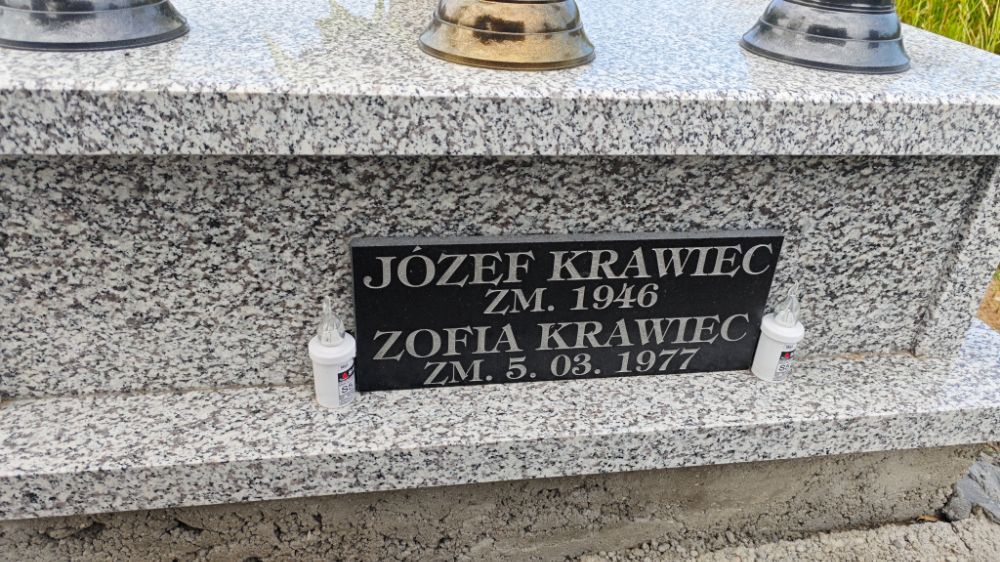 JÓZEF KRAWIEC
ZM. 1946
ZOFIA KRAWIEC
ZM. 5. 03. 1977